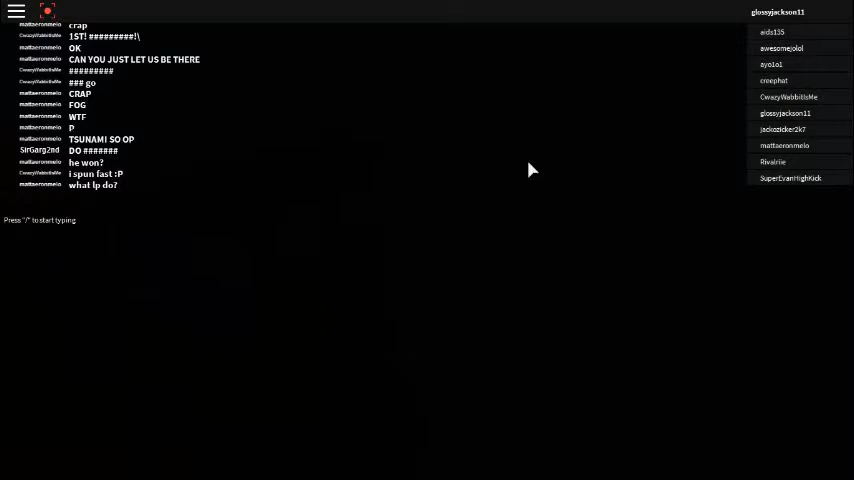 glossyjackson11
mattaeronmelo crap
CwazyWabbitIsMe 1ST! #########!\
mattaeronmelo OK
mattaeronmelo CAN YOU JUST LET US BE THERE
CwazyWabbitIsMe #########
CwazyWabbitIsMe ### go
mattaeronmelo CRAP
mattaeronmelo FOG
mattaeronmelo WTF
mattaeronmelo P
mattaeronmelo TSUNAMI SO OP
SirGarg2nd DO #######
mattaeronmelo he won?
CwazyWabbitIsMe i spun fast :P
mattaeronmelo what lp do?
Press "/" to start typing
aids135
awesomejolol
ayo1o1
creephat
CwazyWabbitIsMe
glossyjackson11
jackozicker2k7
mattaeronmelo
Rivalriie
SuperEvanHighKick